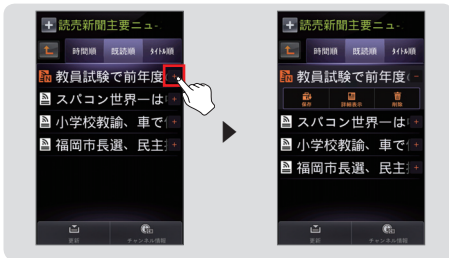 読売新聞主要ニュ-
時間順 既読順 タイトル順
教員試験で前年度
スパコン世界一は
小学校教諭、車で
福岡市長選、民主
更新 チャンネル情報
読売新聞主要ニュ-
時間順 既読順 タイトル順
教員試験で前年度
保存 詳細表示 削除
スパコン世界一は
小学校教諭、車で
福岡市長選、民主
更新 チャンネル情報